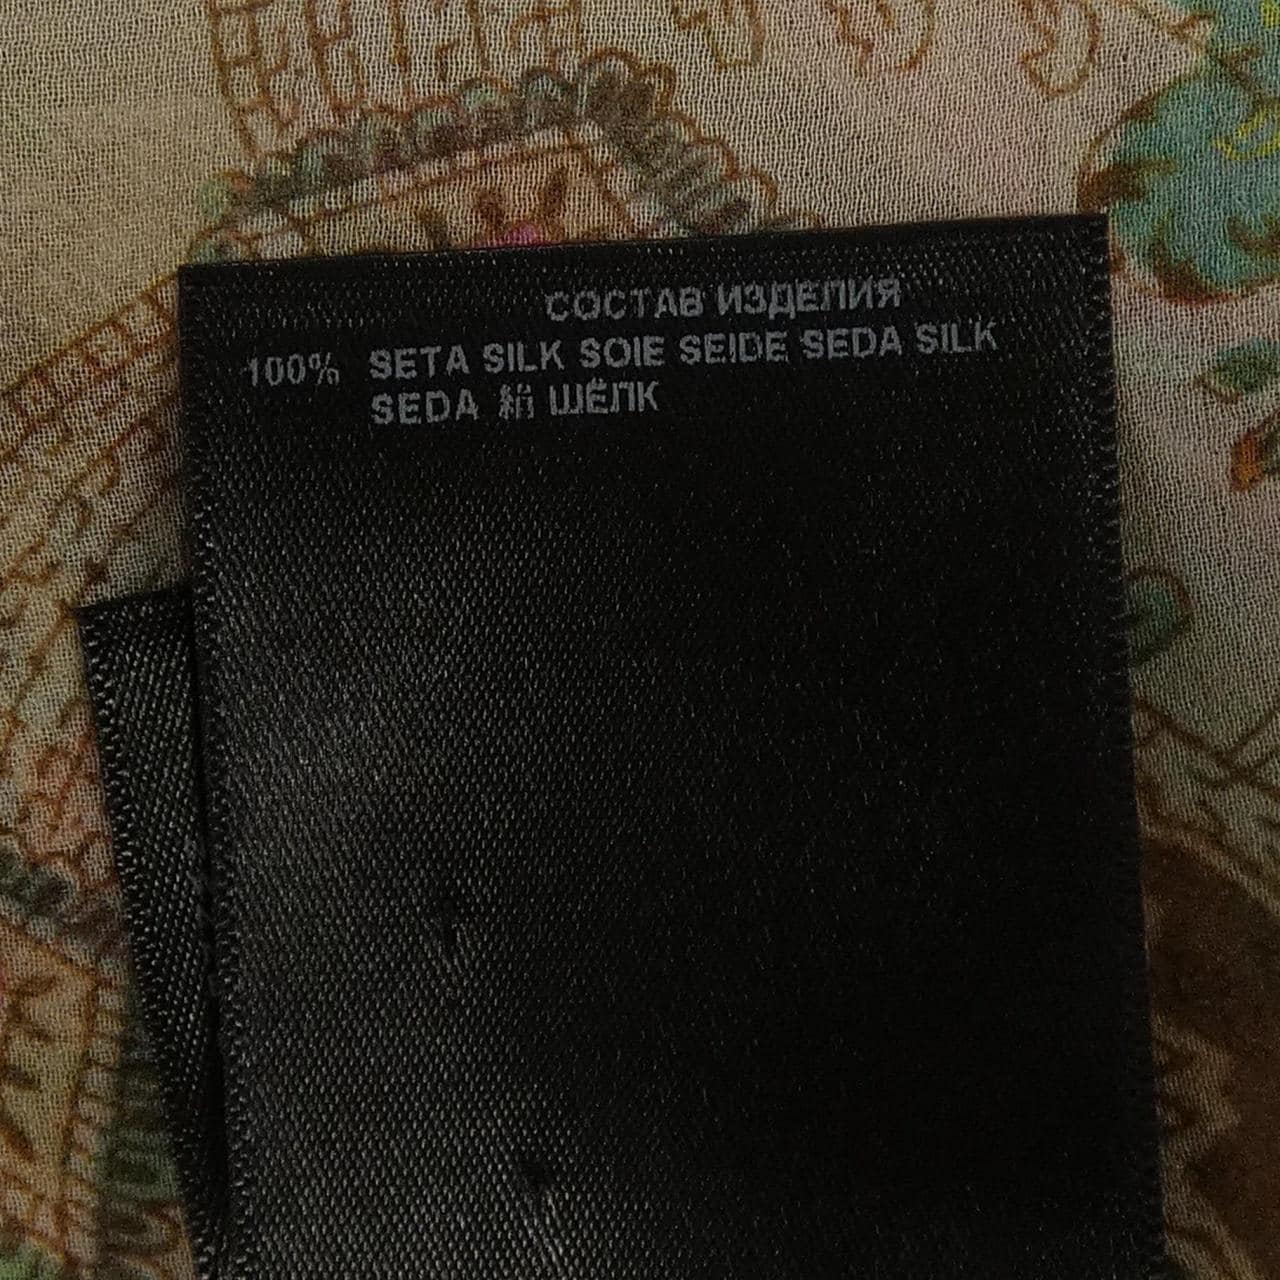 СОСТАВ ИЗДЕЛИЯ
100% SETA SILK SOIE SEIDE SEDA SILK
SEDA 絹 ШЁЛК